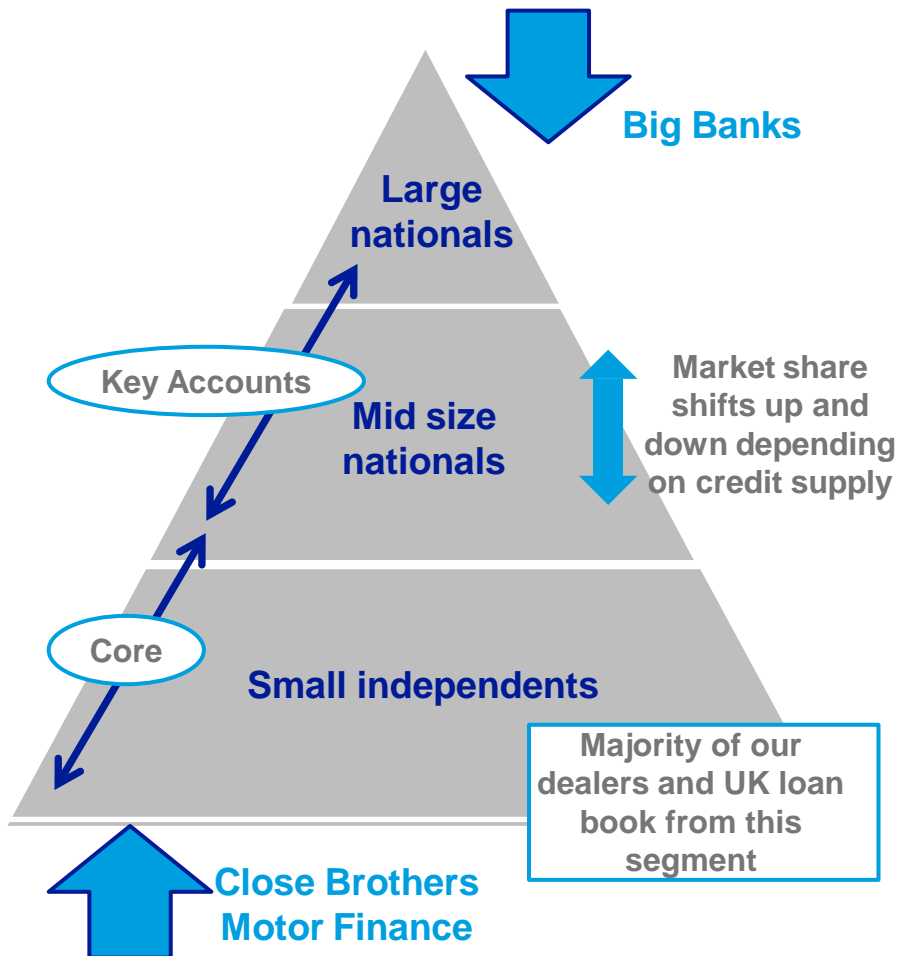 Big Banks
Large
nationals
Key Accounts
Mid size
nationals
Market share
shifts up and
down depending
on credit supply
Core
Small independents
Majority of our
dealers and UK loan
book from this
segment
Close Brothers
Motor Finance